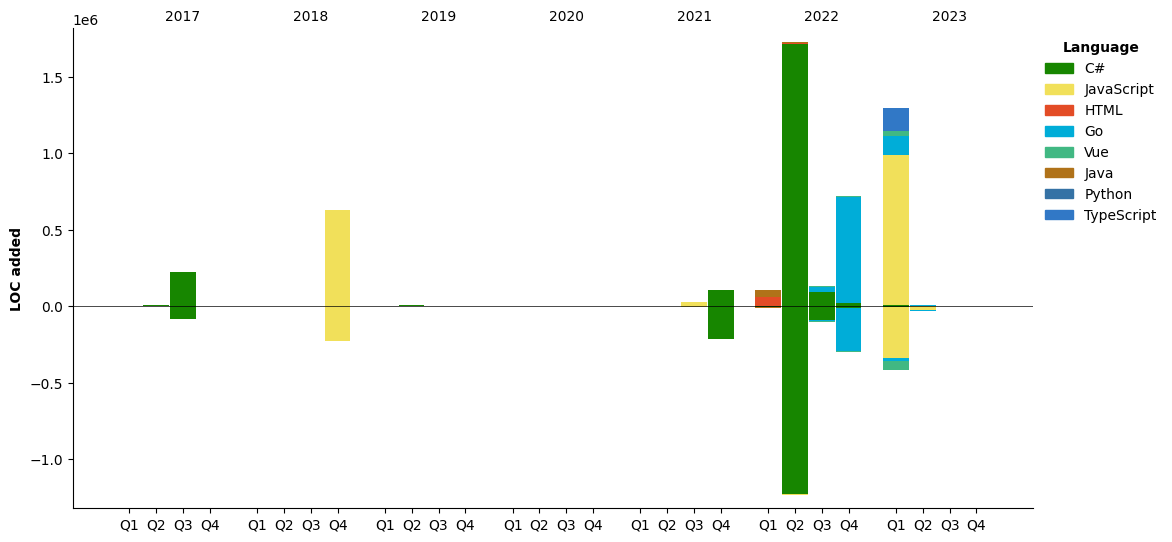 1e6
2017 2018 2019 2020 2021 2022 2023
Language
C#
JavaScript
HTML
Go
Vue
Java
Python
TypeScript
LOC added
1.5
1.0
0.5
0.0
−0.5
−1.0
Q1 Q2 Q3 Q4 Q1 Q2 Q3 Q4 Q1 Q2 Q3 Q4 Q1 Q2 Q3 Q4 Q1 Q2 Q3 Q4 Q1 Q2 Q3 Q4 Q1 Q2 Q3 Q4